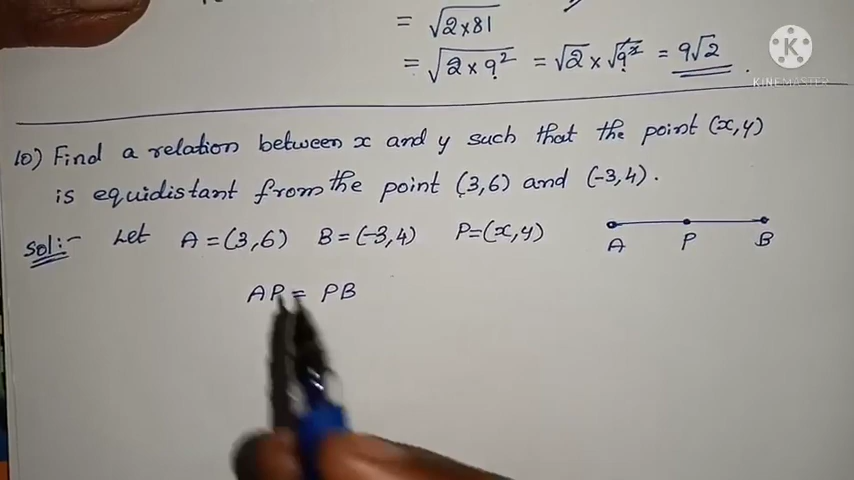 = √2×81
= √2 × 9² = √2 × √9² = 9√2 .
K
KINEMASTER
10) Find a relation between x and y such that the point (x,y)
is equidistant from the point (3,6) and (-3,4).
Sol:- Let A = (3,6) B = (-3,4) P=(x,y)
A P B
AP = PB